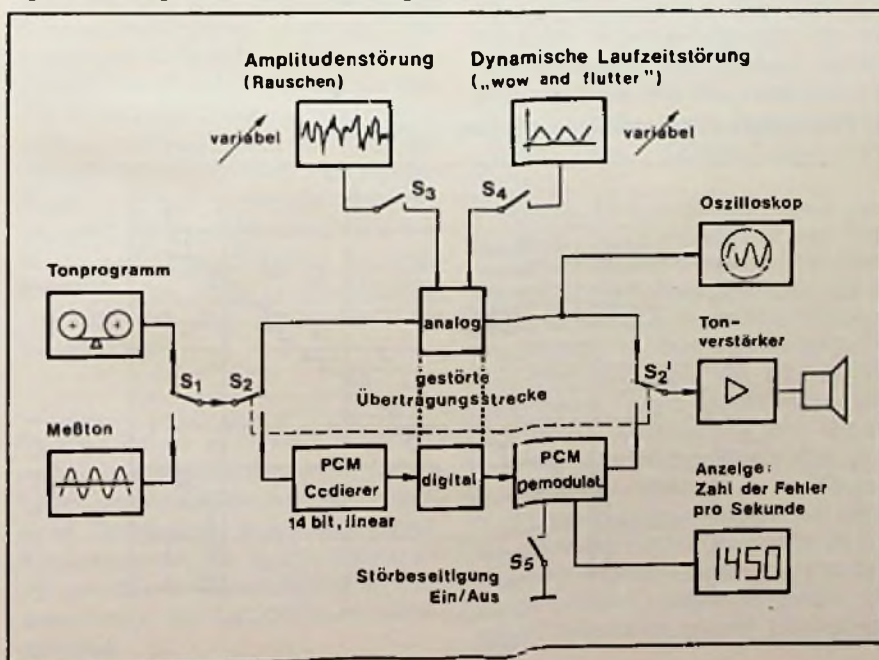 Amplitudenstörung
(Rauschen)
Dynamische Laufzeitstörung
(„wow and flutter")
variabel
variabel
S3
S4
Oszilloskop
Tonprogramm
analog
Ton-
verstärker
S1
S2
S2'
gestörte
Übertragungsstrecke
Meßton
PCM
Codierer
digital
PCM
Demodulat.
14 bit, linear
Anzeige:
Zahl der Fehler
pro Sekunde
S5
Störbeseitigung
Ein/Aus
1450